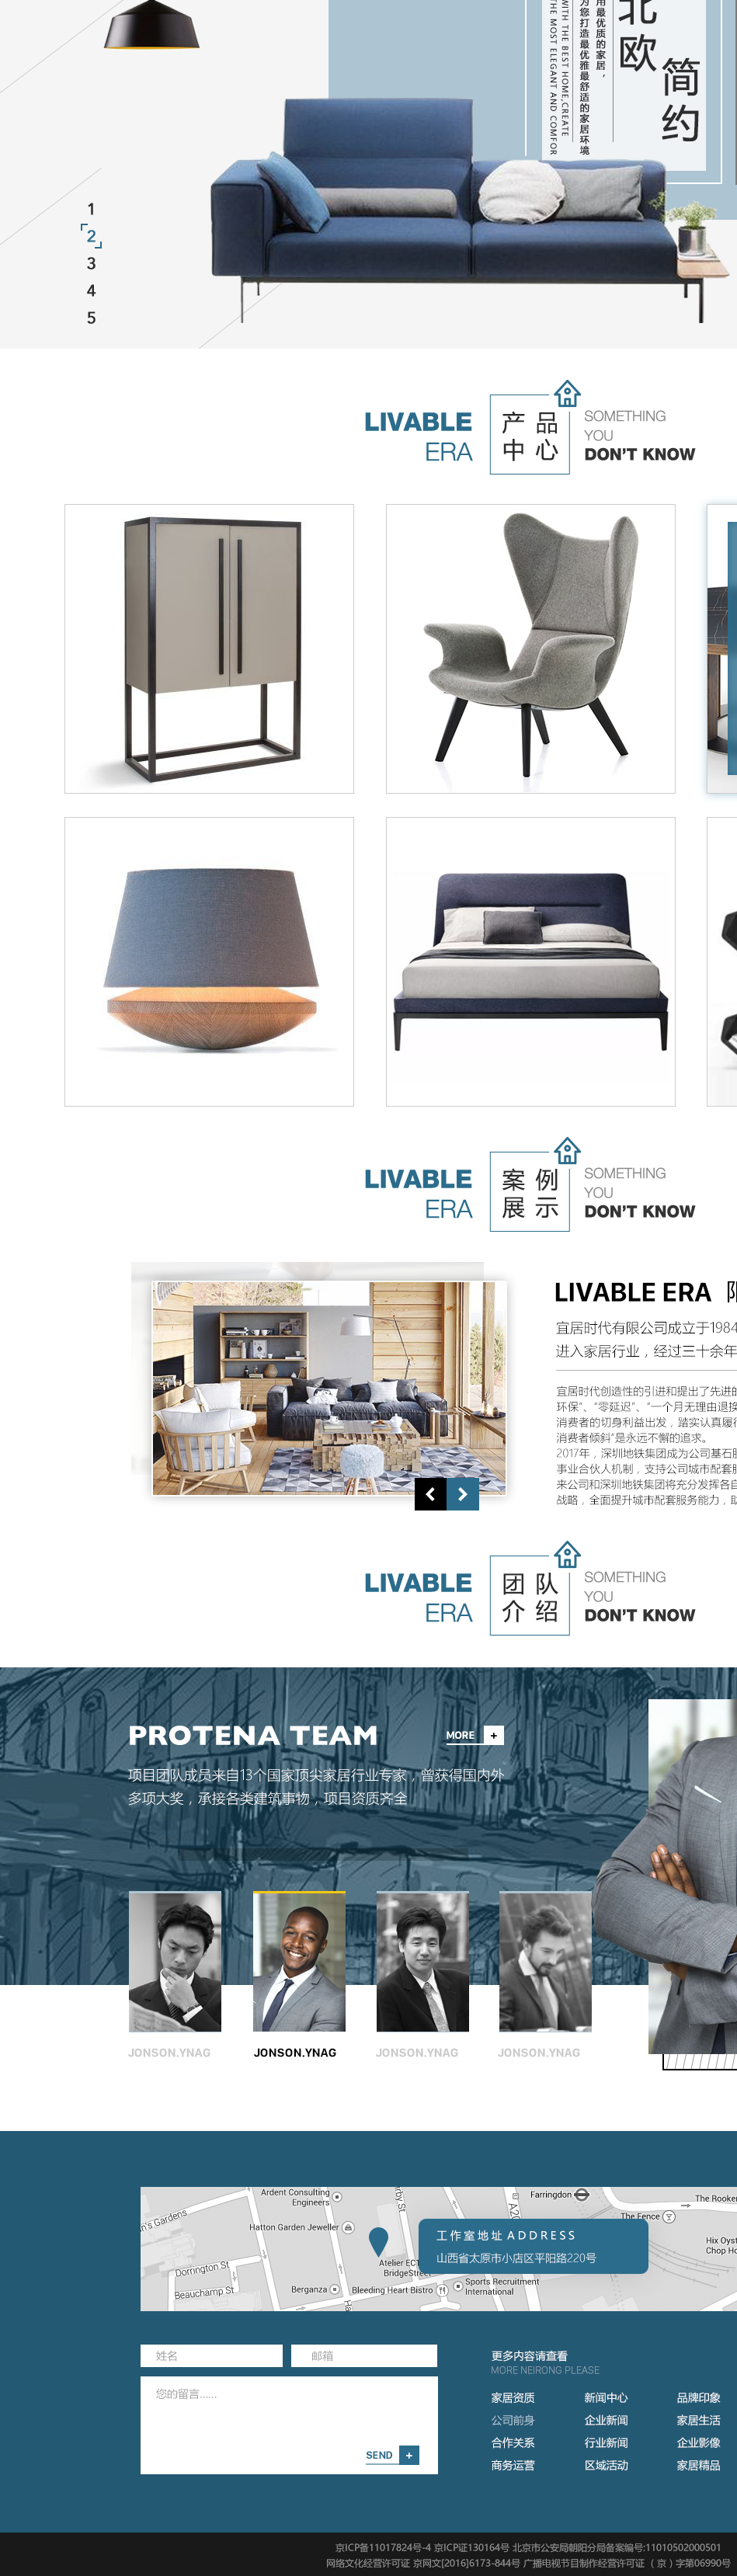 北欧
简约
用最优质的家居，
为您打造最优雅最舒适的家居环境
WITH THE BEST HOME,CREATE
THE MOST ELEGANT AND COMFOR
1
2
3
4
5
LIVABLE
ERA
产品
中心
SOMETHING
YOU
DON'T KNOW
LIVABLE
ERA
案例
展示
SOMETHING
YOU
DON'T KNOW
LIVABLE ERA
宜居时代有限公司成立于1984
进入家居行业，经过三十余年
宜居时代创造性的引进和提出了先进的
环保"、"零延迟"、"一个月无理由退换
消费者的切身利益出发，踏实认真履行
消费者倾斜"是永远不懈的追求。
2017年，深圳地铁集团成为公司基石股
事业合伙人机制，支持公司城市配套服
来公司和深圳地铁集团将充分发挥各自
战略，全面提升城市配套服务能力，助
LIVABLE
ERA
团队
介绍
SOMETHING
YOU
DON'T KNOW
PROTENA TEAM
MORE +
项目团队成员来自13个国家顶尖家居行业专家，曾获得国内外
多项大奖，承接各类建筑事物，项目资质齐全
JONSON.YNAG JONSON.YNAG JONSON.YNAG JONSON.YNAG
Ardent Consulting
Engineers
Farringdon
The Rooker
The Fence
Hatton Garden Jeweller
工作室地址 ADDRESS
山西省太原市小店区平阳路220号
Hix Oyst
Chop Ho
Atelier ECT
BridgeStreet
Dorrington St
Beauchamp St
Berganza
Bleeding Heart Bistro
Sports Recruitment
International
姓名 邮箱
您的留言......
SEND +
更多内容请查看
MORE NEIRONG PLEASE
家居资质 新闻中心 品牌印象
公司前身 企业新闻 家居生活
合作关系 行业新闻 企业影像
商务运营 区域活动 家居精品
京ICP备11017824号-4 京ICP证130164号 北京市公安局朝阳分局备案编号:11010502000501
网络文化经营许可证 京网文[2016]6173-844号 广播电视节目制作经营许可证（京）字第06990号